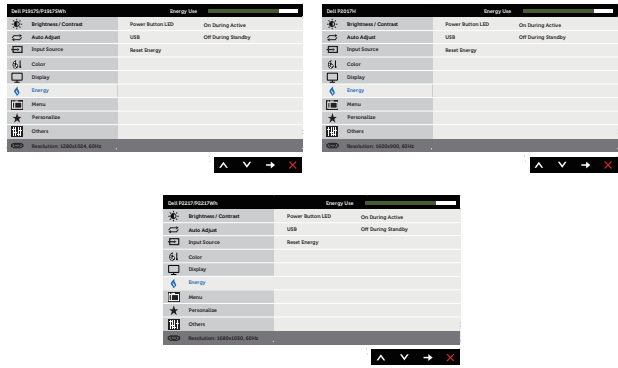 Dell P1917S/P1917SWh Energy Use
Brightness / Contrast Power Button LED On During Active
Auto Adjust USB Off During Standby
Input Source Reset Energy
Color
Display
Energy
Menu
Personalize
Others
Resolution: 1280x1024, 60Hz
Dell P2017H Energy Use
Brightness / Contrast Power Button LED On During Active
Auto Adjust USB Off During Standby
Input Source Reset Energy
Color
Display
Energy
Menu
Personalize
Others
Resolution: 1600x900, 60Hz
Dell P2217/P2217Wh Energy Use
Brightness / Contrast Power Button LED On During Active
Auto Adjust USB Off During Standby
Input Source Reset Energy
Color
Display
Energy
Menu
Personalize
Others
Resolution: 1680x1050, 60Hz